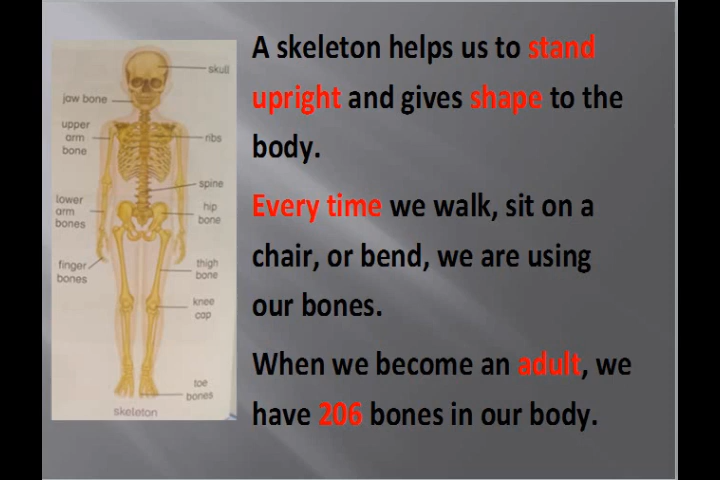 A skeleton helps us to stand
upright and gives shape to the
body.
Every time we walk, sit on a
chair, or bend, we are using
our bones.
When we become an adult, we
have 206 bones in our body.
skull
jaw bone
upper
arm
bone
ribs
spine
lower
arm
bones
hip
bone
finger
bones
thigh
bone
knee
cap
toe
bones
skeleton